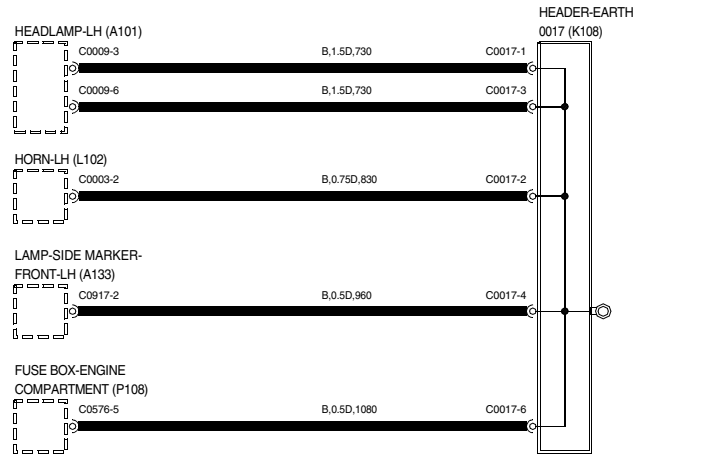 HEADER-EARTH
0017 (K108)
HEADLAMP-LH (A101)
C0009-3 B,1.5D,730 C0017-1
C0009-6 B,1.5D,730 C0017-3
HORN-LH (L102)
C0003-2 B,0.75D,830 C0017-2
LAMP-SIDE MARKER-
FRONT-LH (A133)
C0917-2 B,0.5D,960 C0017-4
FUSE BOX-ENGINE
COMPARTMENT (P108)
C0576-5 B,0.5D,1080 C0017-6